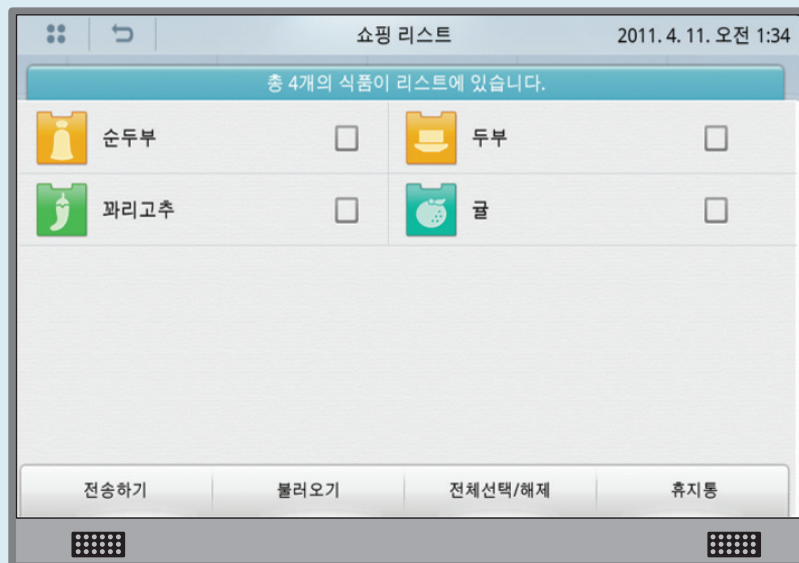 쇼핑 리스트
2011. 4. 11. 오전 1:34
총 4개의 식품이 리스트에 있습니다.
순두부
두부
꽈리고추
귤
전송하기
불러오기
전체선택/해제
휴지통